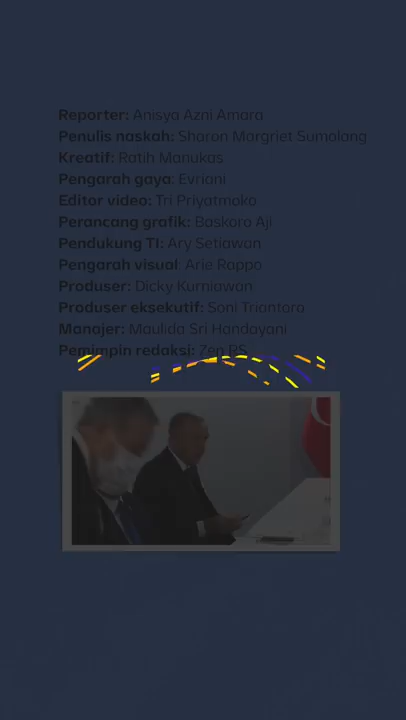 Reporter: Anisya Azni Amara
Penulis naskah: Sharon Margriet Sumolang
Kreatif: Ratih Manukas
Pengarah gaya: Evriani
Editor video: Tri Priyatmoko
Perancang grafik: Baskoro Aji
Pendukung TI: Ary Setiawan
Pengarah visual: Arie Rappa
Produser: Dicky Kurniawan
Produser eksekutif: Soni Triantoro
Manajer: Maulida Sri Handayani
Pemimpin redaksi: Zen RS